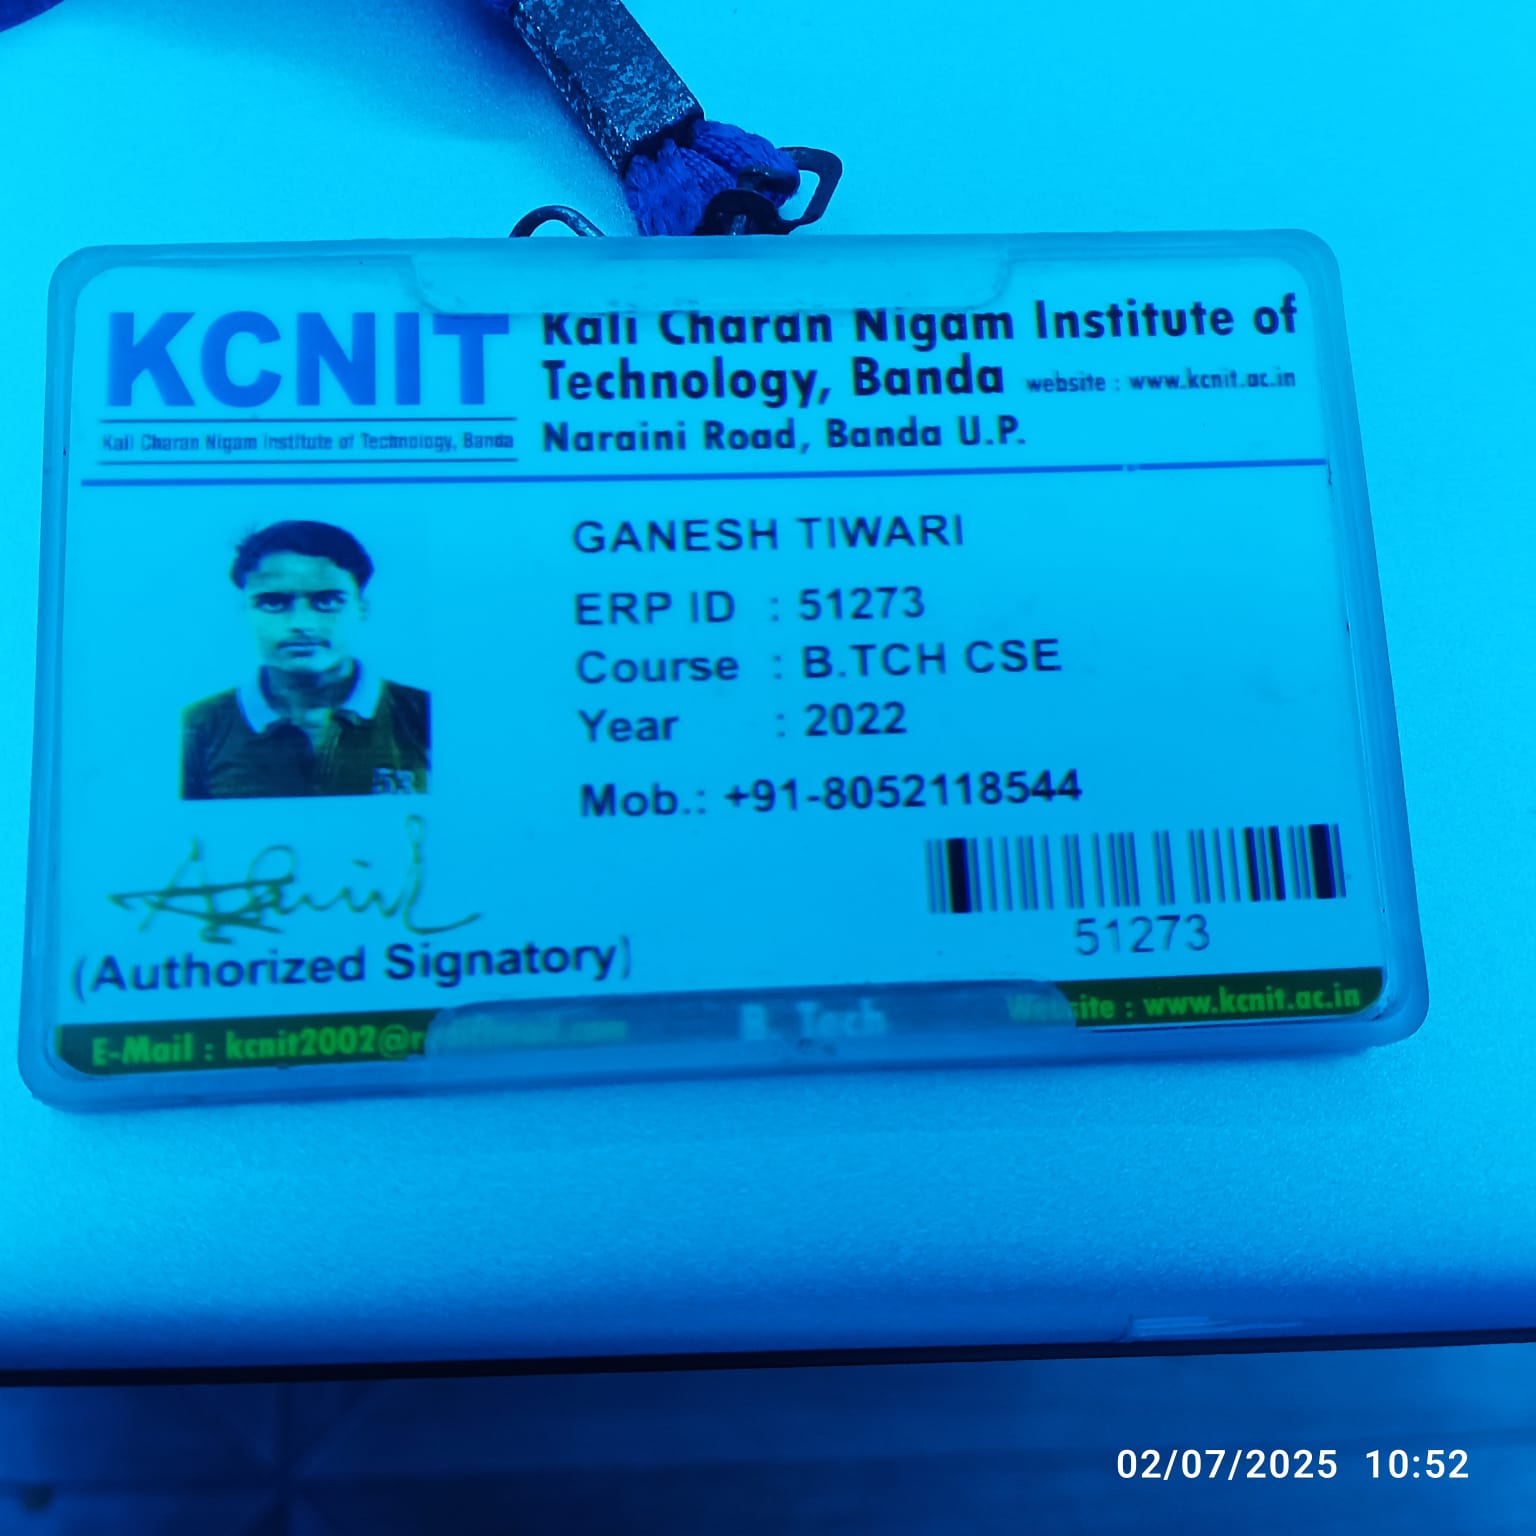 KCNIT
Kali Charan Nigam Institute of Technology, Banda
Kali Charan Nigam Institute of
Technology, Banda website : www.kcnit.ac.in
Naraini Road, Banda U.P.
GANESH TIWARI
ERP ID : 51273
Course : B.TCH CSE
Year : 2022
Mob.: +91-8052118544
53
51273
(Authorized Signatory)
E-Mail : kcnit2002@
B. Tech
Website : www.kcnit.ac.in
02/07/2025 10:52